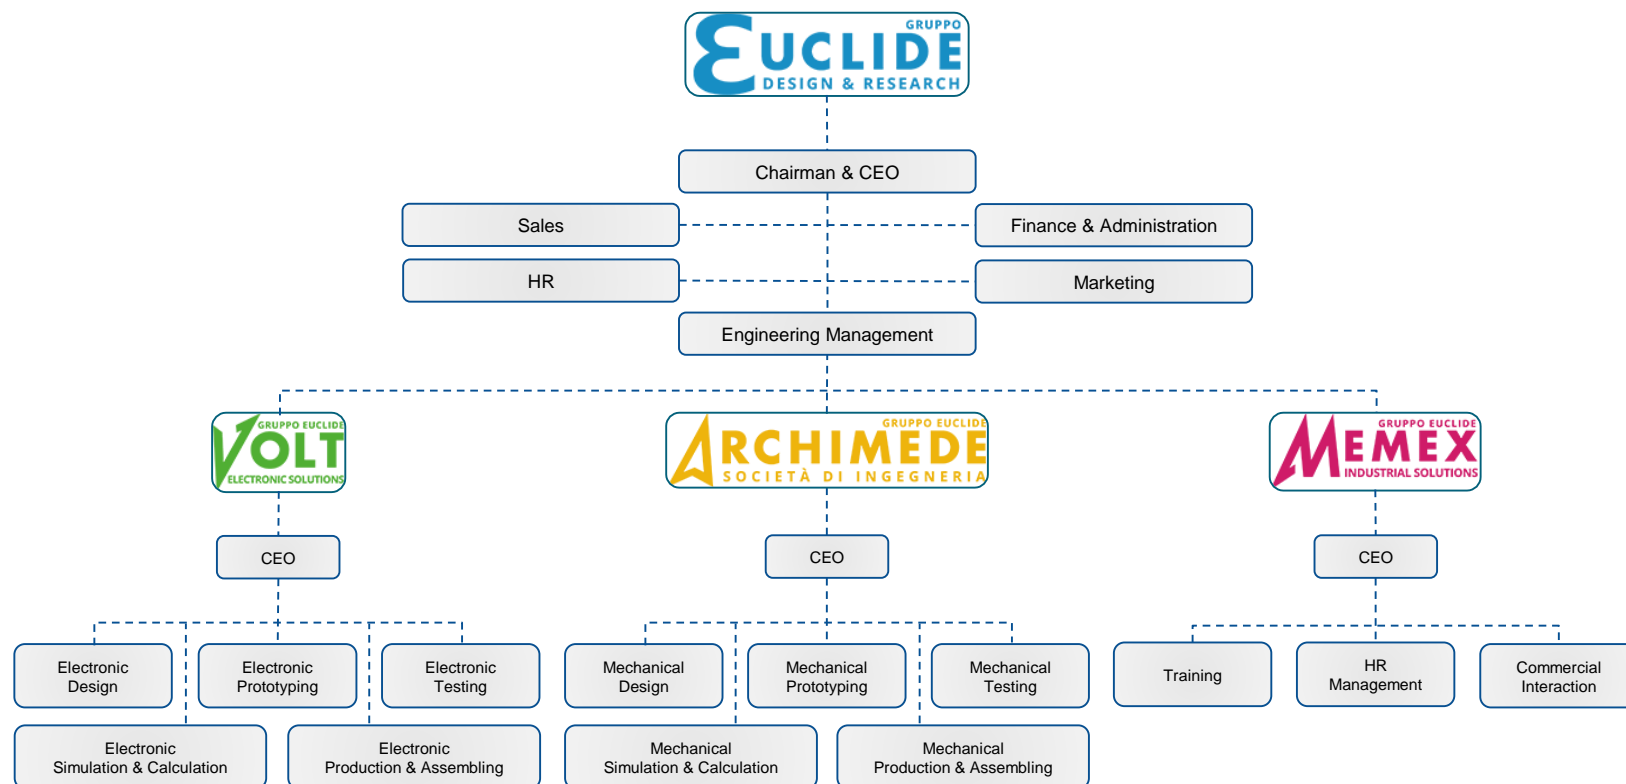 GRUPPO
EUCLIDE
DESIGN & RESEARCH
Chairman & CEO
Sales
Finance & Administration
HR
Marketing
Engineering Management
GRUPPO EUCLIDE
VOLT
ELECTRONIC SOLUTIONS
GRUPPO EUCLIDE
ARCHIMEDE
SOCIETÀ DI INGEGNERIA
GRUPPO EUCLIDE
MEMEX
INDUSTRIAL SOLUTIONS
CEO
CEO
CEO
Electronic
Design
Electronic
Prototyping
Electronic
Testing
Mechanical
Design
Mechanical
Prototyping
Mechanical
Testing
Training
HR
Management
Commercial
Interaction
Electronic
Simulation & Calculation
Electronic
Production & Assembling
Mechanical
Simulation & Calculation
Mechanical
Production & Assembling